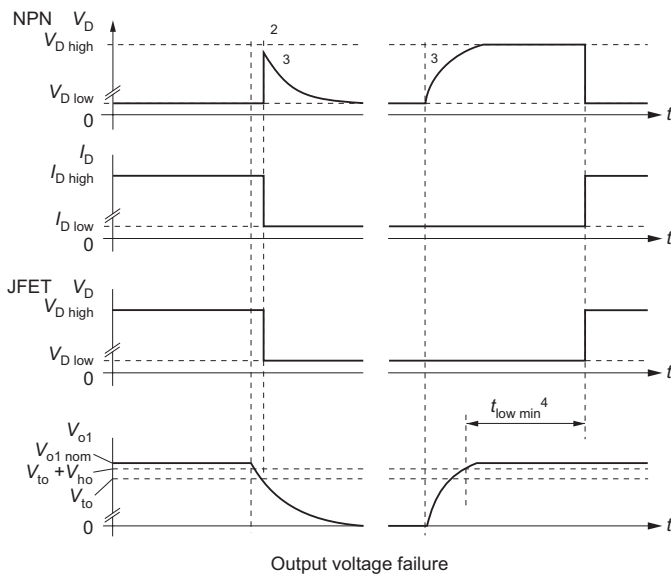 NPN V_D
2
V_D high
3
3
V_D low
0
t
I_D
I_D high
I_D low
0
t
JFET V_D
V_D high
V_D low
0
t
t_low min^4
V_o1
V_o1 nom
V_to + V_ho
V_to
0
t
Output voltage failure